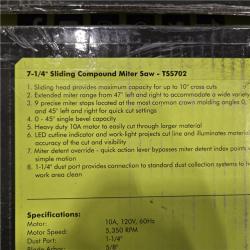 7-1/4" Sliding Compound Miter Saw - TSS702
1. Sliding head provides maximum capacity for up to 10" cross cuts
2. Extended miter range from 47° left and right to accommodate a wide variety
3. 9 precise miter stops located at the most common crown molding angles 0,
and 45° left and right for quick cut settings
4. 0 - 45° single bevel capacity
5. Heavy duty 10A motor to easily cut through larger material
6. LED cutline indicator and work-light projects cut line and illuminates material
accuracy of the cut and visibility
7. Miter detent override - quick action lever bypasses miter detent index points
simple motion
8. 1-1/4" dust port provides connection to standard dust collection systems
work area clean
Specifications:
Motor: 10A, 120V, 60Hz
Motor Speed: 5,350 RPM
Dust Port: 1-1/4"
Blade Arbor: 5/8"